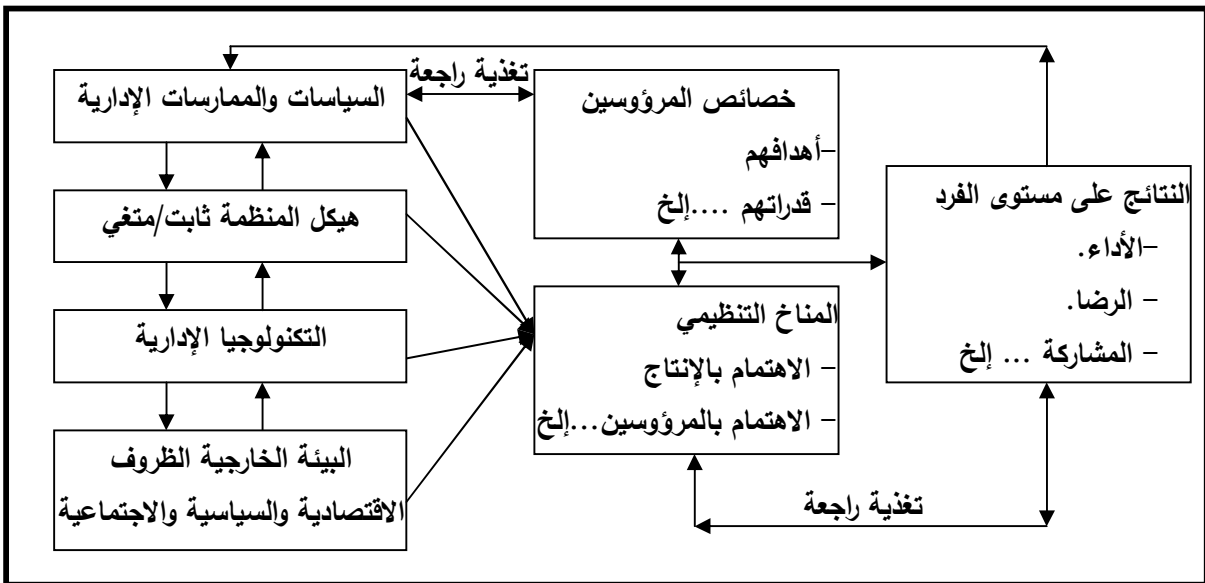 السياسات والممارسات الإدارية
تغذية راجعة
خصائص المرؤوسين
-أهدافهم
- قدراتهم ....إلخ
هيكل المنظمة ثابت/متغي
النتائج على مستوى الفرد
-الأداء.
- الرضا.
- المشاركة ... إلخ
التكنولوجيا الإدارية
المناخ التنظيمي
- الاهتمام بالإنتاج
- الاهتمام بالمرؤوسين...إلخ
البيئة الخارجية الظروف
الاقتصادية والسياسية والاجتماعية
تغذية راجعة